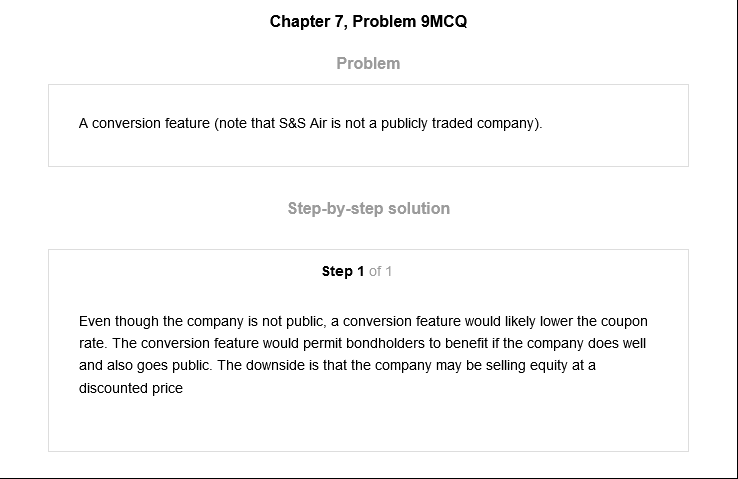 Chapter 7, Problem 9MCQ
Problem
A conversion feature (note that S&S Air is not a publicly traded company).
Step-by-step solution
Step 1 of 1
Even though the company is not public, a conversion feature would likely lower the coupon
rate. The conversion feature would permit bondholders to benefit if the company does well
and also goes public. The downside is that the company may be selling equity at a
discounted price